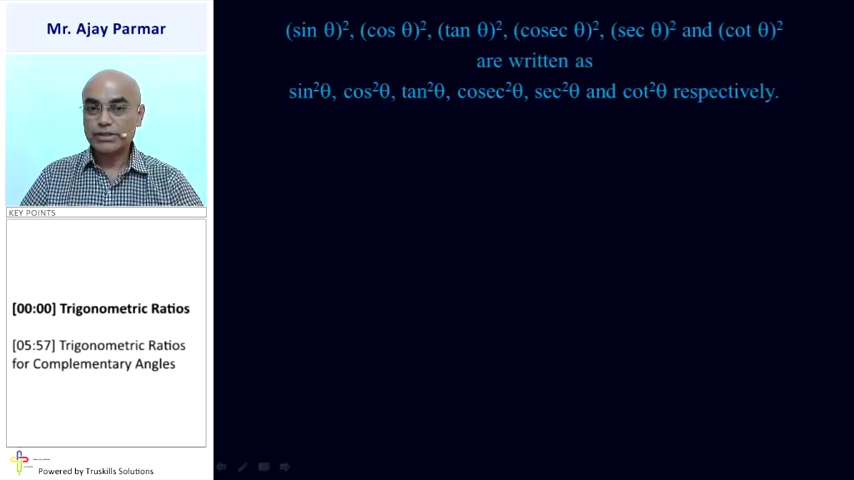 Mr. Ajay Parmar
(sin θ)², (cos θ)², (tan θ)², (cosec θ)², (sec θ)² and (cot θ)²
are written as
sin²θ, cos²θ, tan²θ, cosec²θ, sec²θ and cot²θ respectively.
KEY POINTS
[00:00] Trigonometric Ratios
[05:57] Trigonometric Ratios
for Complementary Angles
Powered by Truskills Solutions